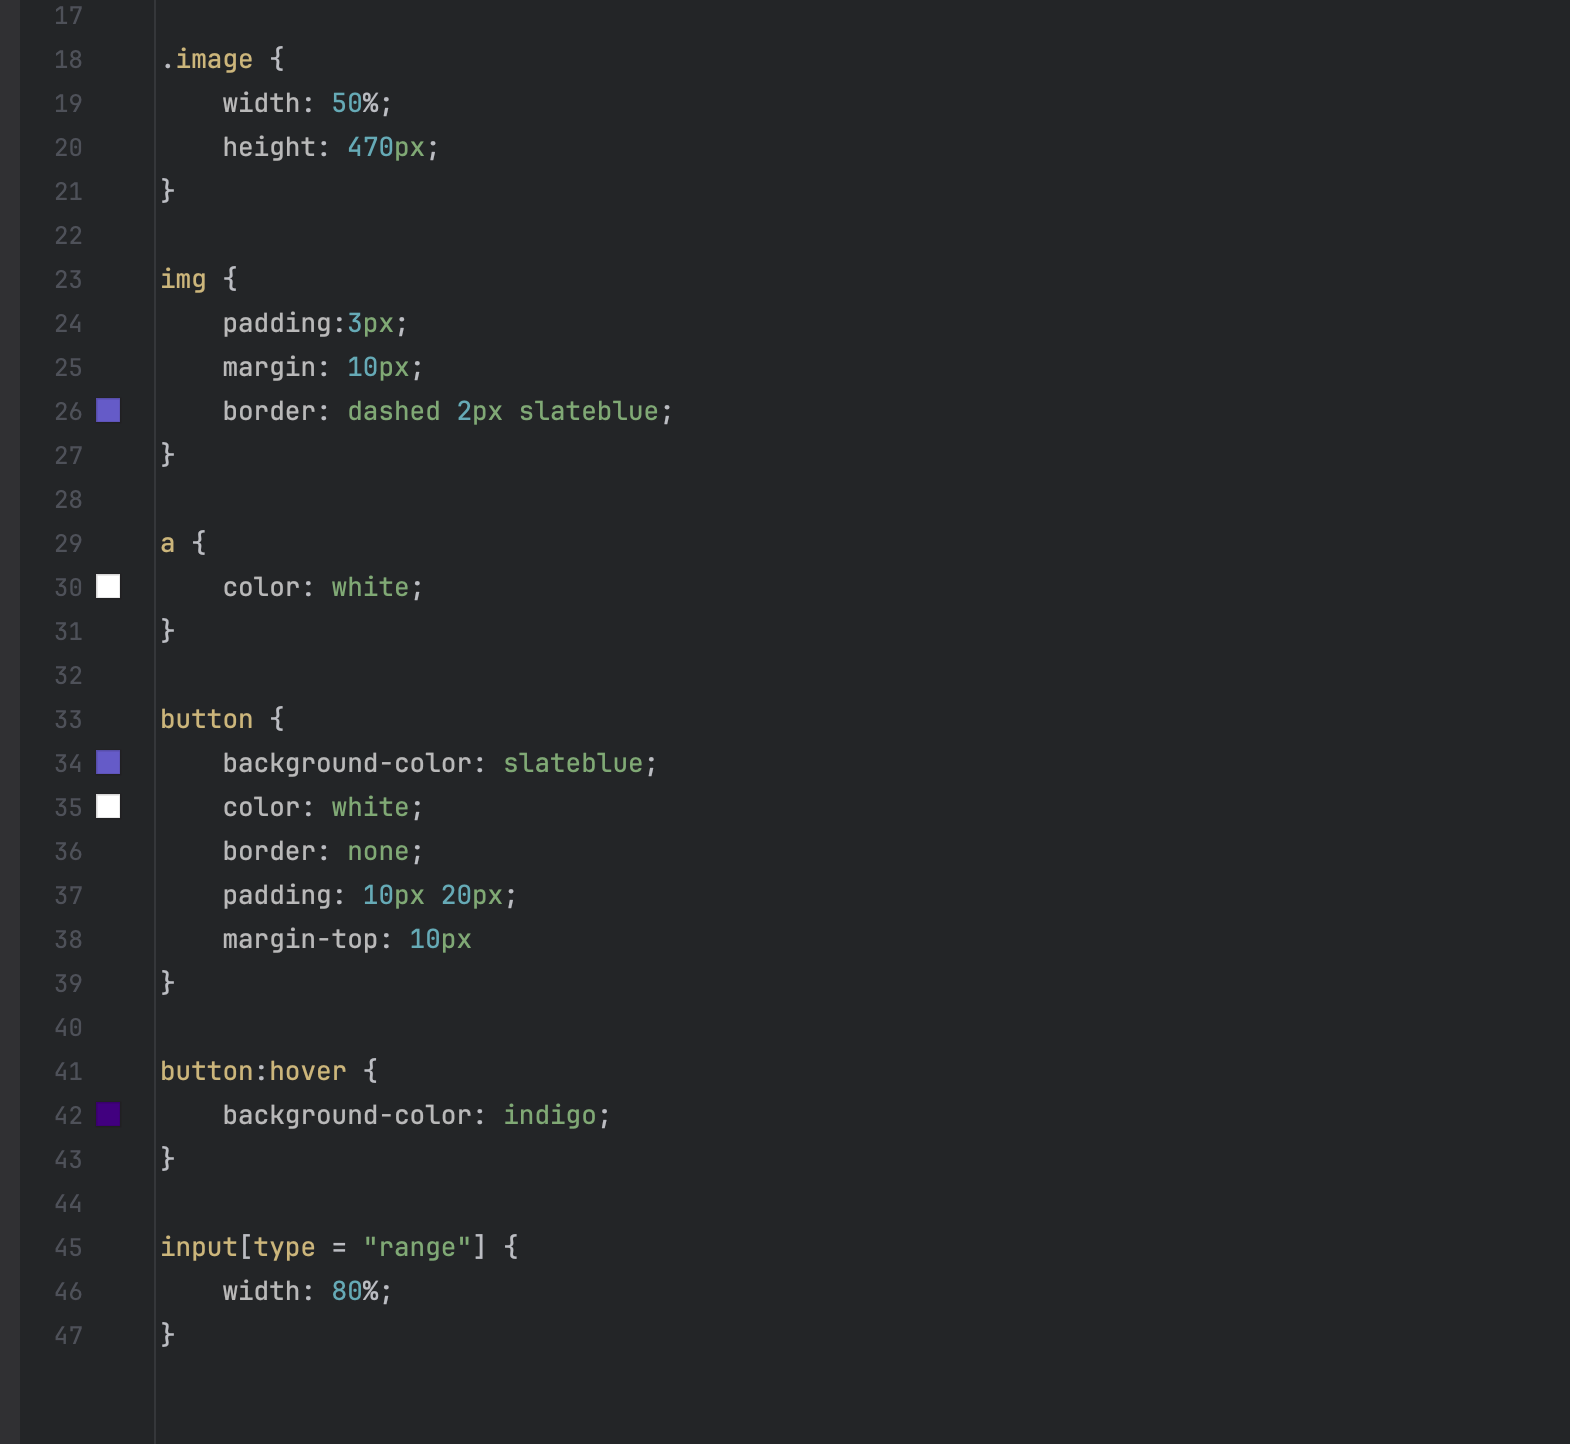 17
18 .image {
19     width: 50%;
20     height: 470px;
21 }
22
23 img {
24     padding:3px;
25     margin: 10px;
26     border: dashed 2px slateblue;
27 }
28
29 a {
30     color: white;
31 }
32
33 button {
34     background-color: slateblue;
35     color: white;
36     border: none;
37     padding: 10px 20px;
38     margin-top: 10px
39 }
40
41 button:hover {
42     background-color: indigo;
43 }
44
45 input[type = "range"] {
46     width: 80%;
47 }